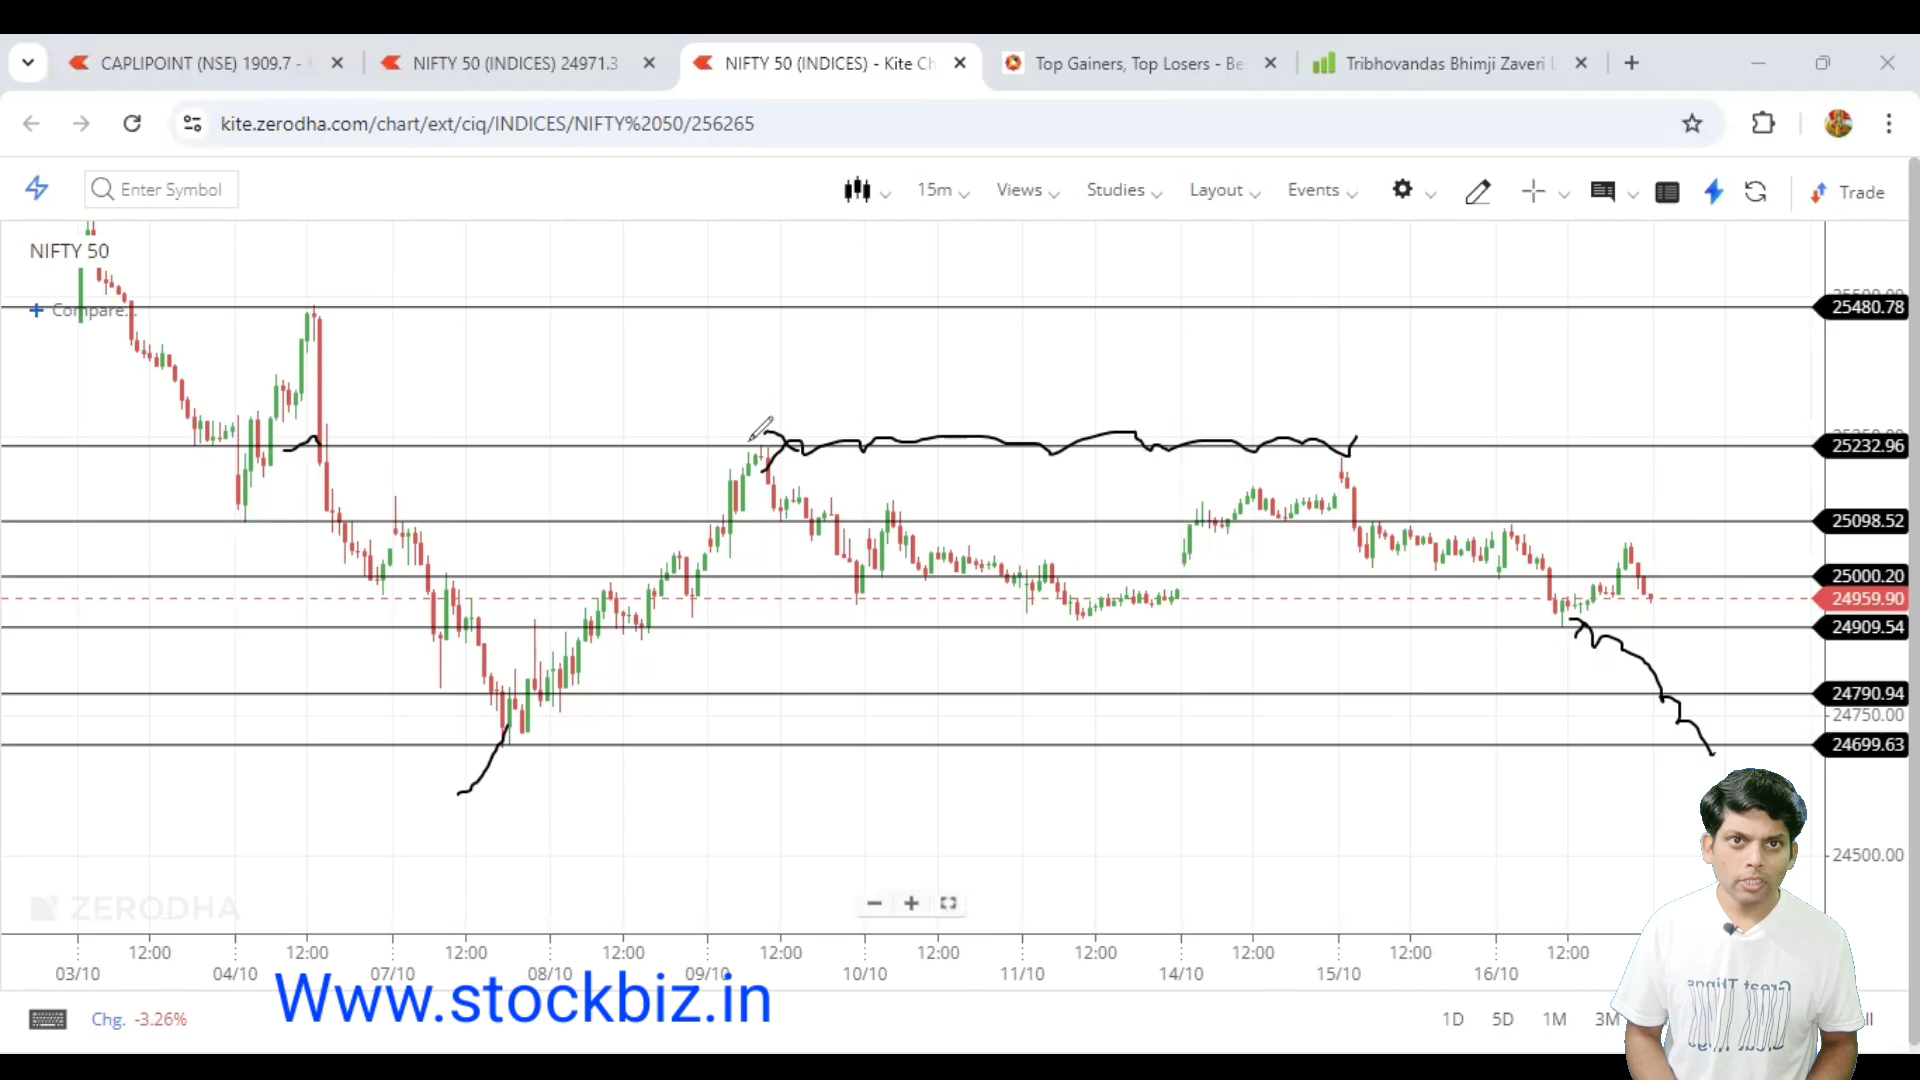 CAPLIPOINT (NSE) 1909.7 -
NIFTY 50 (INDICES) 24971.3
NIFTY 50 (INDICES) - Kite Ch
Top Gainers, Top Losers - Be
Tribhovandas Bhimji Zaveri L
kite.zerodha.com/chart/ext/ciq/INDICES/NIFTY%2050/256265
Enter Symbol
15m
Views
Studies
Layout
Events
Trade
NIFTY 50
Compare...
25500.00
25480.78
25232.96
25098.52
25000.20
24959.90
24909.54
24790.94
24750.00
24699.63
24500.00
ZERODHA
12:00 12:00 12:00 12:00 12:00 12:00 12:00 12:00 12:00 12:00
03/10 04/10 07/10 08/10 09/10 10/10 11/10 14/10 15/10 16/10
Www.stockbiz.in
Chg. -3.26%
1D 5D 1M 3M
Great Things